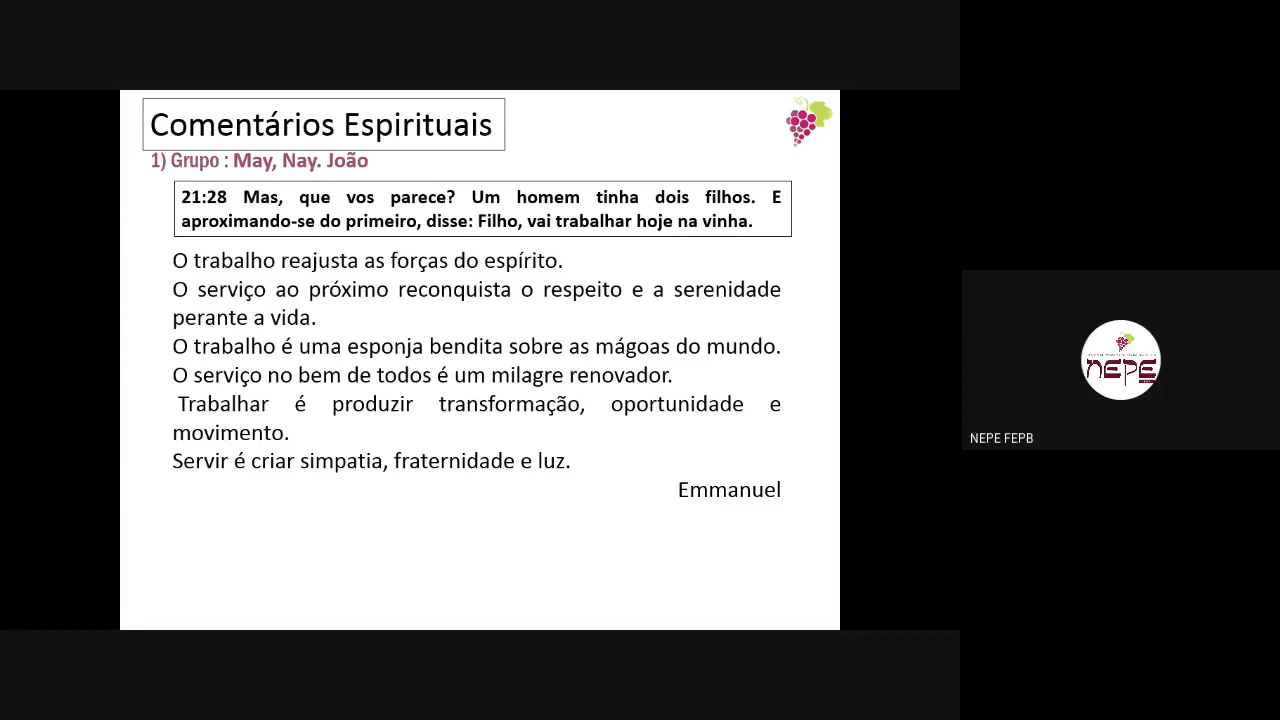 Comentários Espirituais
1) Grupo : May, Nay. João
21:28 Mas, que vos parece? Um homem tinha dois filhos. E
aproximando-se do primeiro, disse: Filho, vai trabalhar hoje na vinha.
O trabalho reajusta as forças do espírito.
O serviço ao próximo reconquista o respeito e a serenidade
perante a vida.
O trabalho é uma esponja bendita sobre as mágoas do mundo.
O serviço no bem de todos é um milagre renovador.
Trabalhar é produzir transformação, oportunidade e
movimento.
Servir é criar simpatia, fraternidade e luz.
Emmanuel
NEPE
NEPE FEPB